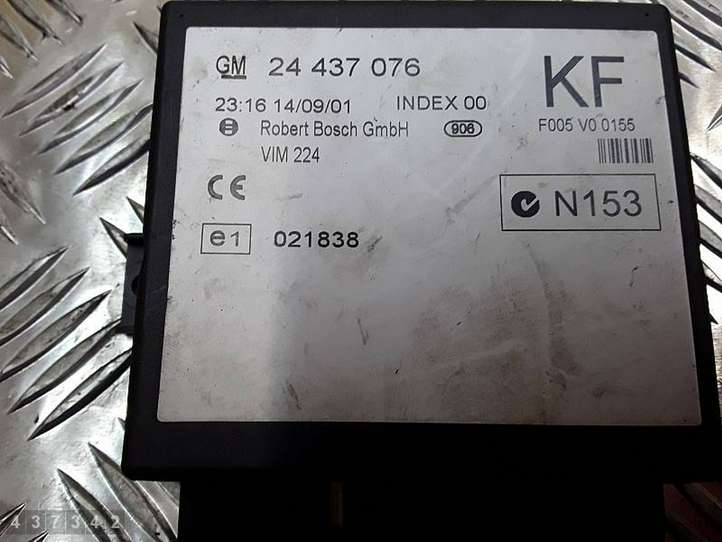 GM 24 437 076
KF
23:16 14/09/01 INDEX 00
F005 V0 0155
Robert Bosch GmbH 906
VIM 224
CE
N153
e1 021838
437342